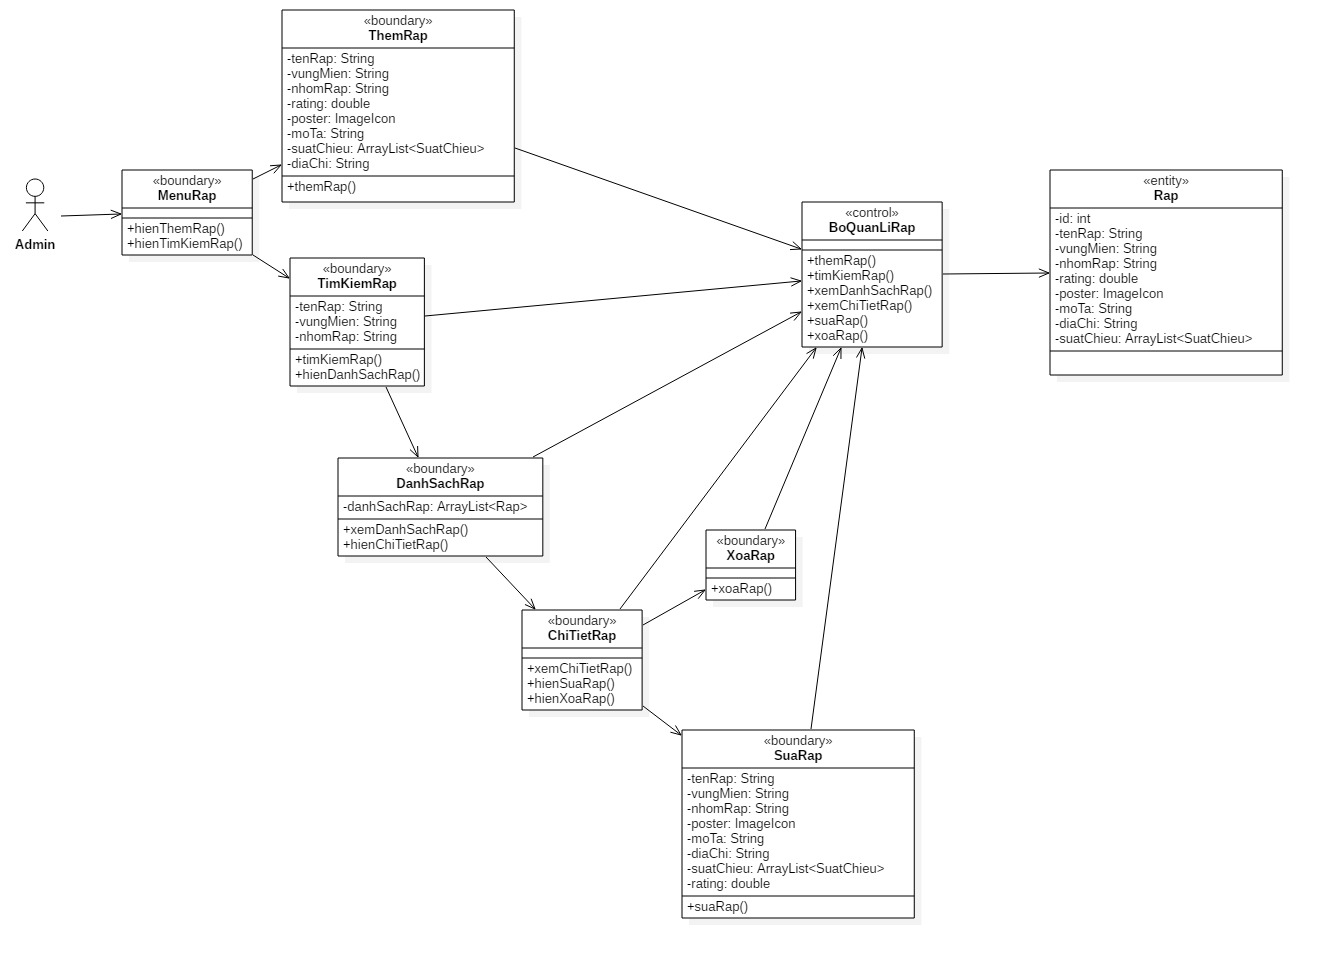 «boundary»
ThemRap
-tenRap: String
-vungMien: String
-nhomRap: String
-rating: double
-poster: ImageIcon
-moTa: String
-suatChieu: ArrayList<SuatChieu>
-diaChi: String
+themRap()
Admin
«boundary»
MenuRap
+hienThemRap()
+hienTimKiemRap()
«boundary»
TimKiemRap
-tenRap: String
-vungMien: String
-nhomRap: String
+timKiemRap()
+hienDanhSachRap()
«control»
BoQuanLiRap
+themRap()
+timKiemRap()
+xemDanhSachRap()
+xemChiTietRap()
+suaRap()
+xoaRap()
«entity»
Rap
-id: int
-tenRap: String
-vungMien: String
-nhomRap: String
-rating: double
-poster: ImageIcon
-moTa: String
-diaChi: String
-suatChieu: ArrayList<SuatChieu>
«boundary»
DanhSachRap
-danhSachRap: ArrayList<Rap>
+xemDanhSachRap()
+hienChiTietRap()
«boundary»
XoaRap
+xoaRap()
«boundary»
ChiTietRap
+xemChiTietRap()
+hienSuaRap()
+hienXoaRap()
«boundary»
SuaRap
-tenRap: String
-vungMien: String
-nhomRap: String
-poster: ImageIcon
-moTa: String
-diaChi: String
-suatChieu: ArrayList<SuatChieu>
-rating: double
+suaRap()